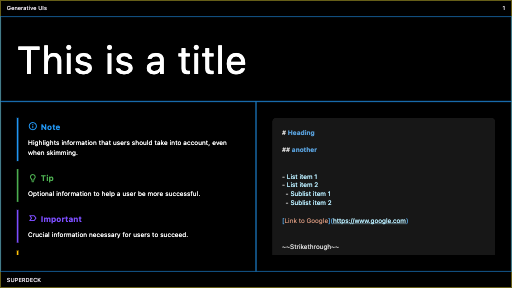 Generative UIs
1
This is a title
Note
Highlights information that users should take into account, even
when skimming.
Tip
Optional information to help a user be more successful.
Important
Crucial information necessary for users to succeed.
# Heading
## another
- List item 1
- List item 2
- Sublist item 1
- Sublist item 2
[Link to Google](https://www.google.com)
~~Strikethrough~~
SUPERDECK